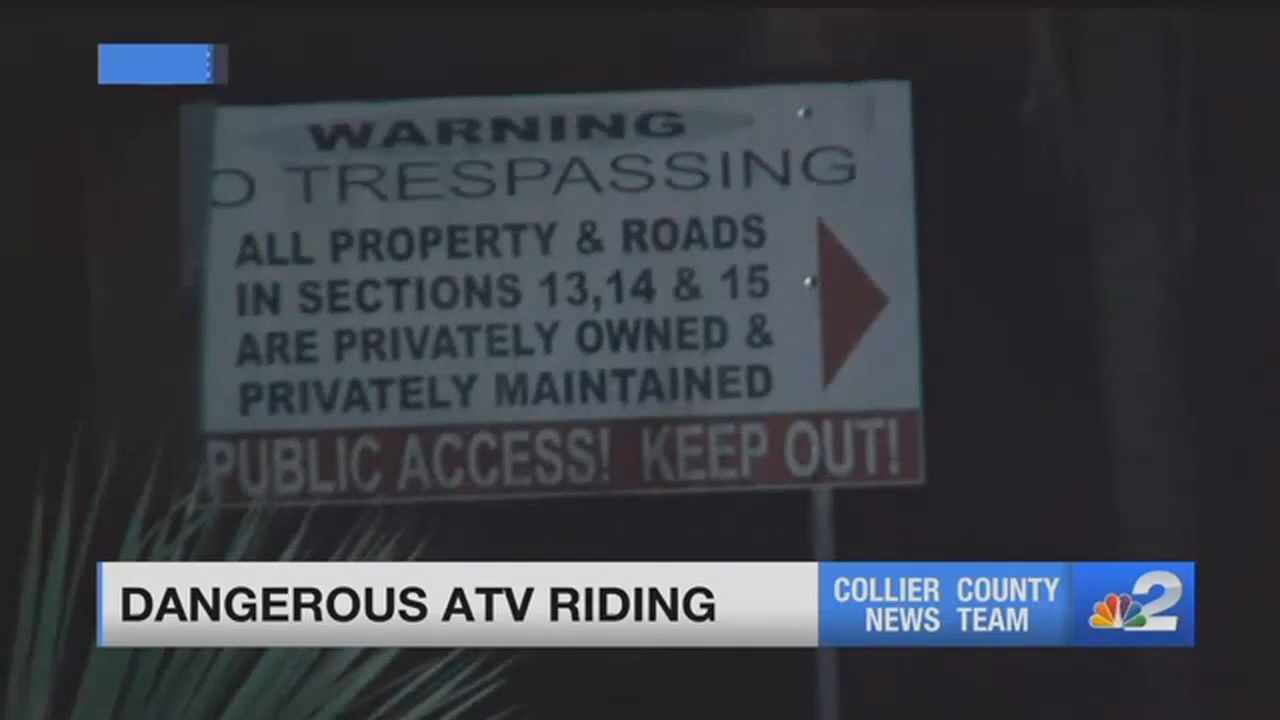 WARNING
O TRESPASSING
ALL PROPERTY & ROADS
IN SECTIONS 13,14 & 15
ARE PRIVATELY OWNED &
PRIVATELY MAINTAINED
PUBLIC ACCESS! KEEP OUT!
DANGEROUS ATV RIDING
COLLIER COUNTY
NEWS TEAM
2